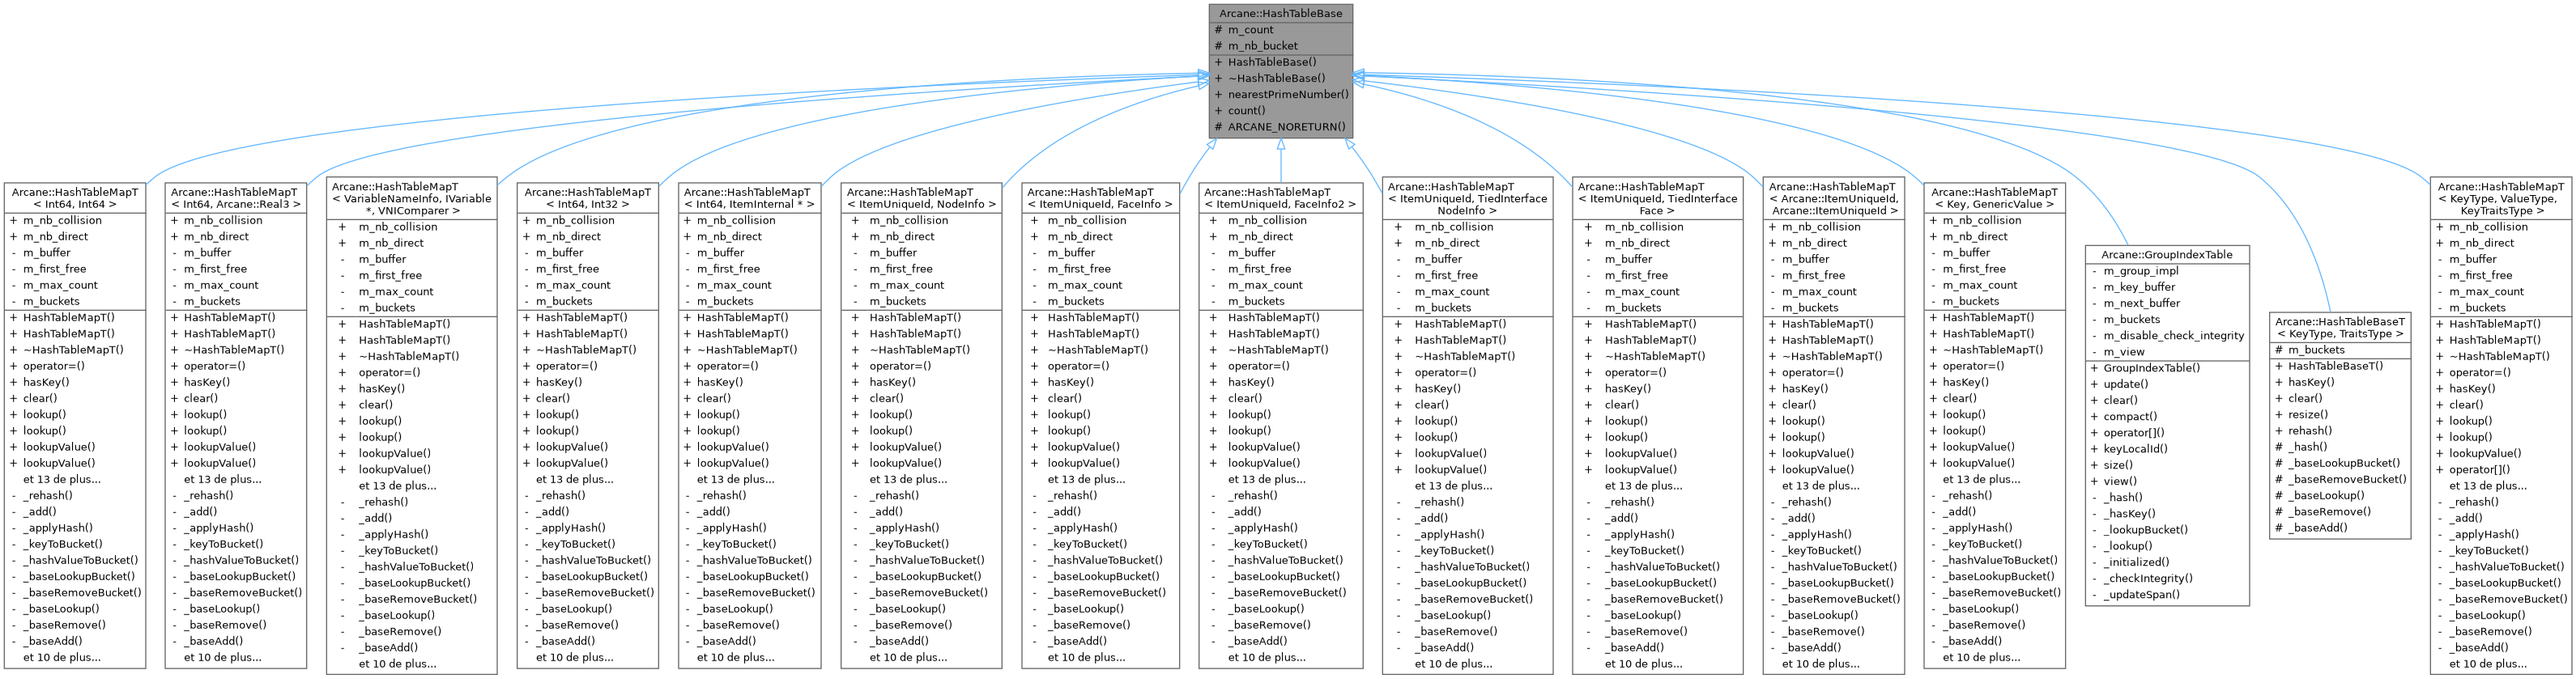 Arcane::HashTableBase
# m_count
# m_nb_bucket
+ HashTableBase()
+ ~HashTableBase()
+ nearestPrimeNumber()
+ count()
# ARCANE_NORETURN()
Arcane::HashTableMapT
< Int64, Int64 >
+ m_nb_collision
+ m_nb_direct
- m_buffer
- m_first_free
- m_max_count
- m_buckets
+ HashTableMapT()
+ HashTableMapT()
+ ~HashTableMapT()
+ operator=()
+ hasKey()
+ clear()
+ lookup()
+ lookup()
+ lookupValue()
+ lookupValue()
et 13 de plus...
- _rehash()
- _add()
- _applyHash()
- _keyToBucket()
- _hashValueToBucket()
- _baseLookupBucket()
- _baseRemoveBucket()
- _baseLookup()
- _baseRemove()
- _baseAdd()
et 10 de plus...
Arcane::HashTableMapT
< Int64, Arcane::Real3 >
+ m_nb_collision
+ m_nb_direct
- m_buffer
- m_first_free
- m_max_count
- m_buckets
+ HashTableMapT()
+ HashTableMapT()
+ ~HashTableMapT()
+ operator=()
+ hasKey()
+ clear()
+ lookup()
+ lookup()
+ lookupValue()
+ lookupValue()
et 13 de plus...
- _rehash()
- _add()
- _applyHash()
- _keyToBucket()
- _hashValueToBucket()
- _baseLookupBucket()
- _baseRemoveBucket()
- _baseLookup()
- _baseRemove()
- _baseAdd()
et 10 de plus...
Arcane::HashTableMapT
< VariableNameInfo, IVariable
*, VNIComparer >
+ m_nb_collision
+ m_nb_direct
- m_buffer
- m_first_free
- m_max_count
- m_buckets
+ HashTableMapT()
+ HashTableMapT()
+ ~HashTableMapT()
+ operator=()
+ hasKey()
+ clear()
+ lookup()
+ lookup()
+ lookupValue()
+ lookupValue()
et 13 de plus...
- _rehash()
- _add()
- _applyHash()
- _keyToBucket()
- _hashValueToBucket()
- _baseLookupBucket()
- _baseRemoveBucket()
- _baseLookup()
- _baseRemove()
- _baseAdd()
et 10 de plus...
Arcane::HashTableMapT
< Int64, Int32 >
+ m_nb_collision
+ m_nb_direct
- m_buffer
- m_first_free
- m_max_count
- m_buckets
+ HashTableMapT()
+ HashTableMapT()
+ ~HashTableMapT()
+ operator=()
+ hasKey()
+ clear()
+ lookup()
+ lookup()
+ lookupValue()
+ lookupValue()
et 13 de plus...
- _rehash()
- _add()
- _applyHash()
- _keyToBucket()
- _hashValueToBucket()
- _baseLookupBucket()
- _baseRemoveBucket()
- _baseLookup()
- _baseRemove()
- _baseAdd()
et 10 de plus...
Arcane::HashTableMapT
< Int64, ItemInternal * >
+ m_nb_collision
+ m_nb_direct
- m_buffer
- m_first_free
- m_max_count
- m_buckets
+ HashTableMapT()
+ HashTableMapT()
+ ~HashTableMapT()
+ operator=()
+ hasKey()
+ clear()
+ lookup()
+ lookup()
+ lookupValue()
+ lookupValue()
et 13 de plus...
- _rehash()
- _add()
- _applyHash()
- _keyToBucket()
- _hashValueToBucket()
- _baseLookupBucket()
- _baseRemoveBucket()
- _baseLookup()
- _baseRemove()
- _baseAdd()
et 10 de plus...
Arcane::HashTableMapT
< ItemUniqueId, NodeInfo >
+ m_nb_collision
+ m_nb_direct
- m_buffer
- m_first_free
- m_max_count
- m_buckets
+ HashTableMapT()
+ HashTableMapT()
+ ~HashTableMapT()
+ operator=()
+ hasKey()
+ clear()
+ lookup()
+ lookup()
+ lookupValue()
+ lookupValue()
et 13 de plus...
- _rehash()
- _add()
- _applyHash()
- _keyToBucket()
- _hashValueToBucket()
- _baseLookupBucket()
- _baseRemoveBucket()
- _baseLookup()
- _baseRemove()
- _baseAdd()
et 10 de plus...
Arcane::HashTableMapT
< ItemUniqueId, FaceInfo >
+ m_nb_collision
+ m_nb_direct
- m_buffer
- m_first_free
- m_max_count
- m_buckets
+ HashTableMapT()
+ HashTableMapT()
+ ~HashTableMapT()
+ operator=()
+ hasKey()
+ clear()
+ lookup()
+ lookup()
+ lookupValue()
+ lookupValue()
et 13 de plus...
- _rehash()
- _add()
- _applyHash()
- _keyToBucket()
- _hashValueToBucket()
- _baseLookupBucket()
- _baseRemoveBucket()
- _baseLookup()
- _baseRemove()
- _baseAdd()
et 10 de plus...
Arcane::HashTableMapT
< ItemUniqueId, FaceInfo2 >
+ m_nb_collision
+ m_nb_direct
- m_buffer
- m_first_free
- m_max_count
- m_buckets
+ HashTableMapT()
+ HashTableMapT()
+ ~HashTableMapT()
+ operator=()
+ hasKey()
+ clear()
+ lookup()
+ lookup()
+ lookupValue()
+ lookupValue()
et 13 de plus...
- _rehash()
- _add()
- _applyHash()
- _keyToBucket()
- _hashValueToBucket()
- _baseLookupBucket()
- _baseRemoveBucket()
- _baseLookup()
- _baseRemove()
- _baseAdd()
et 10 de plus...
Arcane::HashTableMapT
< ItemUniqueId, TiedInterface
NodeInfo >
+ m_nb_collision
+ m_nb_direct
- m_buffer
- m_first_free
- m_max_count
- m_buckets
+ HashTableMapT()
+ HashTableMapT()
+ ~HashTableMapT()
+ operator=()
+ hasKey()
+ clear()
+ lookup()
+ lookup()
+ lookupValue()
+ lookupValue()
et 13 de plus...
- _rehash()
- _add()
- _applyHash()
- _keyToBucket()
- _hashValueToBucket()
- _baseLookupBucket()
- _baseRemoveBucket()
- _baseLookup()
- _baseRemove()
- _baseAdd()
et 10 de plus...
Arcane::HashTableMapT
< ItemUniqueId, TiedInterface
Face >
+ m_nb_collision
+ m_nb_direct
- m_buffer
- m_first_free
- m_max_count
- m_buckets
+ HashTableMapT()
+ HashTableMapT()
+ ~HashTableMapT()
+ operator=()
+ hasKey()
+ clear()
+ lookup()
+ lookup()
+ lookupValue()
+ lookupValue()
et 13 de plus...
- _rehash()
- _add()
- _applyHash()
- _keyToBucket()
- _hashValueToBucket()
- _baseLookupBucket()
- _baseRemoveBucket()
- _baseLookup()
- _baseRemove()
- _baseAdd()
et 10 de plus...
Arcane::HashTableMapT
< Arcane::ItemUniqueId,
Arcane::ItemUniqueId >
+ m_nb_collision
+ m_nb_direct
- m_buffer
- m_first_free
- m_max_count
- m_buckets
+ HashTableMapT()
+ HashTableMapT()
+ ~HashTableMapT()
+ operator=()
+ hasKey()
+ clear()
+ lookup()
+ lookup()
+ lookupValue()
+ lookupValue()
et 13 de plus...
- _rehash()
- _add()
- _applyHash()
- _keyToBucket()
- _hashValueToBucket()
- _baseLookupBucket()
- _baseRemoveBucket()
- _baseLookup()
- _baseRemove()
- _baseAdd()
et 10 de plus...
Arcane::HashTableMapT
< Key, GenericValue >
+ m_nb_collision
+ m_nb_direct
- m_buffer
- m_first_free
- m_max_count
- m_buckets
+ HashTableMapT()
+ HashTableMapT()
+ ~HashTableMapT()
+ operator=()
+ hasKey()
+ clear()
+ lookup()
+ lookup()
+ lookupValue()
+ lookupValue()
et 13 de plus...
- _rehash()
- _add()
- _applyHash()
- _keyToBucket()
- _hashValueToBucket()
- _baseLookupBucket()
- _baseRemoveBucket()
- _baseLookup()
- _baseRemove()
- _baseAdd()
et 10 de plus...
Arcane::GroupIndexTable
- m_group_impl
- m_key_buffer
- m_next_buffer
- m_buckets
- m_disable_check_integrity
- m_view
+ GroupIndexTable()
+ update()
+ clear()
+ compact()
+ operator[]()
+ keyLocalId()
+ size()
+ view()
- _hash()
- _hasKey()
- _lookupBucket()
- _lookup()
- _initialized()
- _checkIntegrity()
- _updateSpan()
Arcane::HashTableBaseT
< KeyType, TraitsType >
# m_buckets
+ HashTableBaseT()
+ hasKey()
+ clear()
+ resize()
+ rehash()
# _hash()
# _baseLookupBucket()
# _baseRemoveBucket()
# _baseLookup()
# _baseRemove()
# _baseAdd()
Arcane::HashTableMapT
< KeyType, ValueType,
KeyTraitsType >
+ m_nb_collision
+ m_nb_direct
- m_buffer
- m_first_free
- m_max_count
- m_buckets
+ HashTableMapT()
+ HashTableMapT()
+ ~HashTableMapT()
+ operator=()
+ hasKey()
+ clear()
+ lookup()
+ lookup()
+ lookupValue()
+ operator[]()
et 13 de plus...
- _rehash()
- _add()
- _applyHash()
- _keyToBucket()
- _hashValueToBucket()
- _baseLookupBucket()
- _baseRemoveBucket()
- _baseLookup()
- _baseRemove()
- _baseAdd()
et 10 de plus...